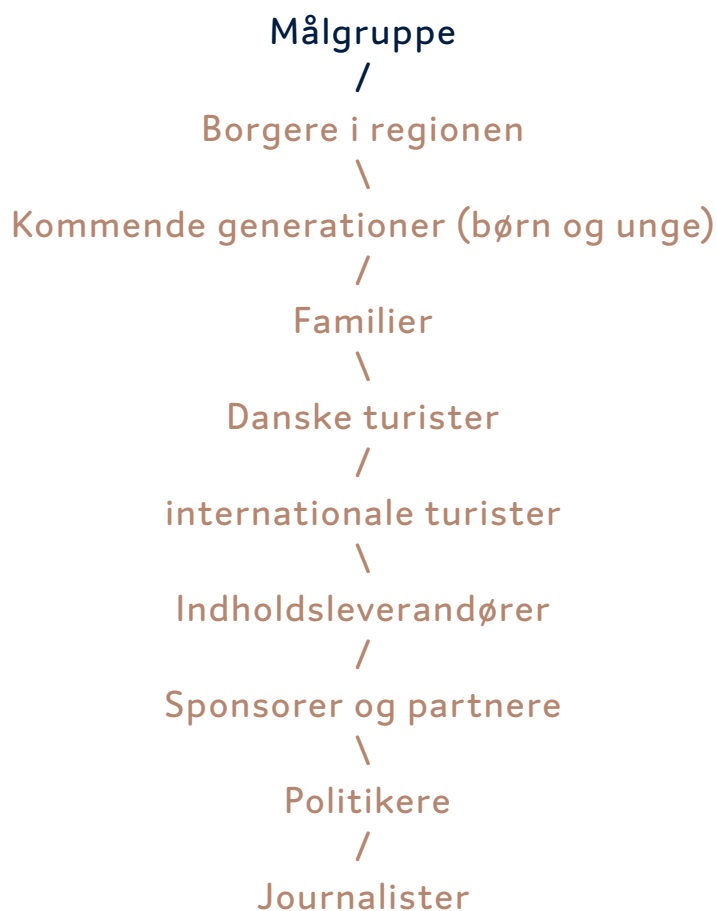 Målgruppe
/
Borgere i regionen
\
Kommende generationer (børn og unge)
/
Familier
\
Danske turister
/
internationale turister
\
Indholdsleverandører
/
Sponsorer og partnere
\
Politikere
/
Journalister